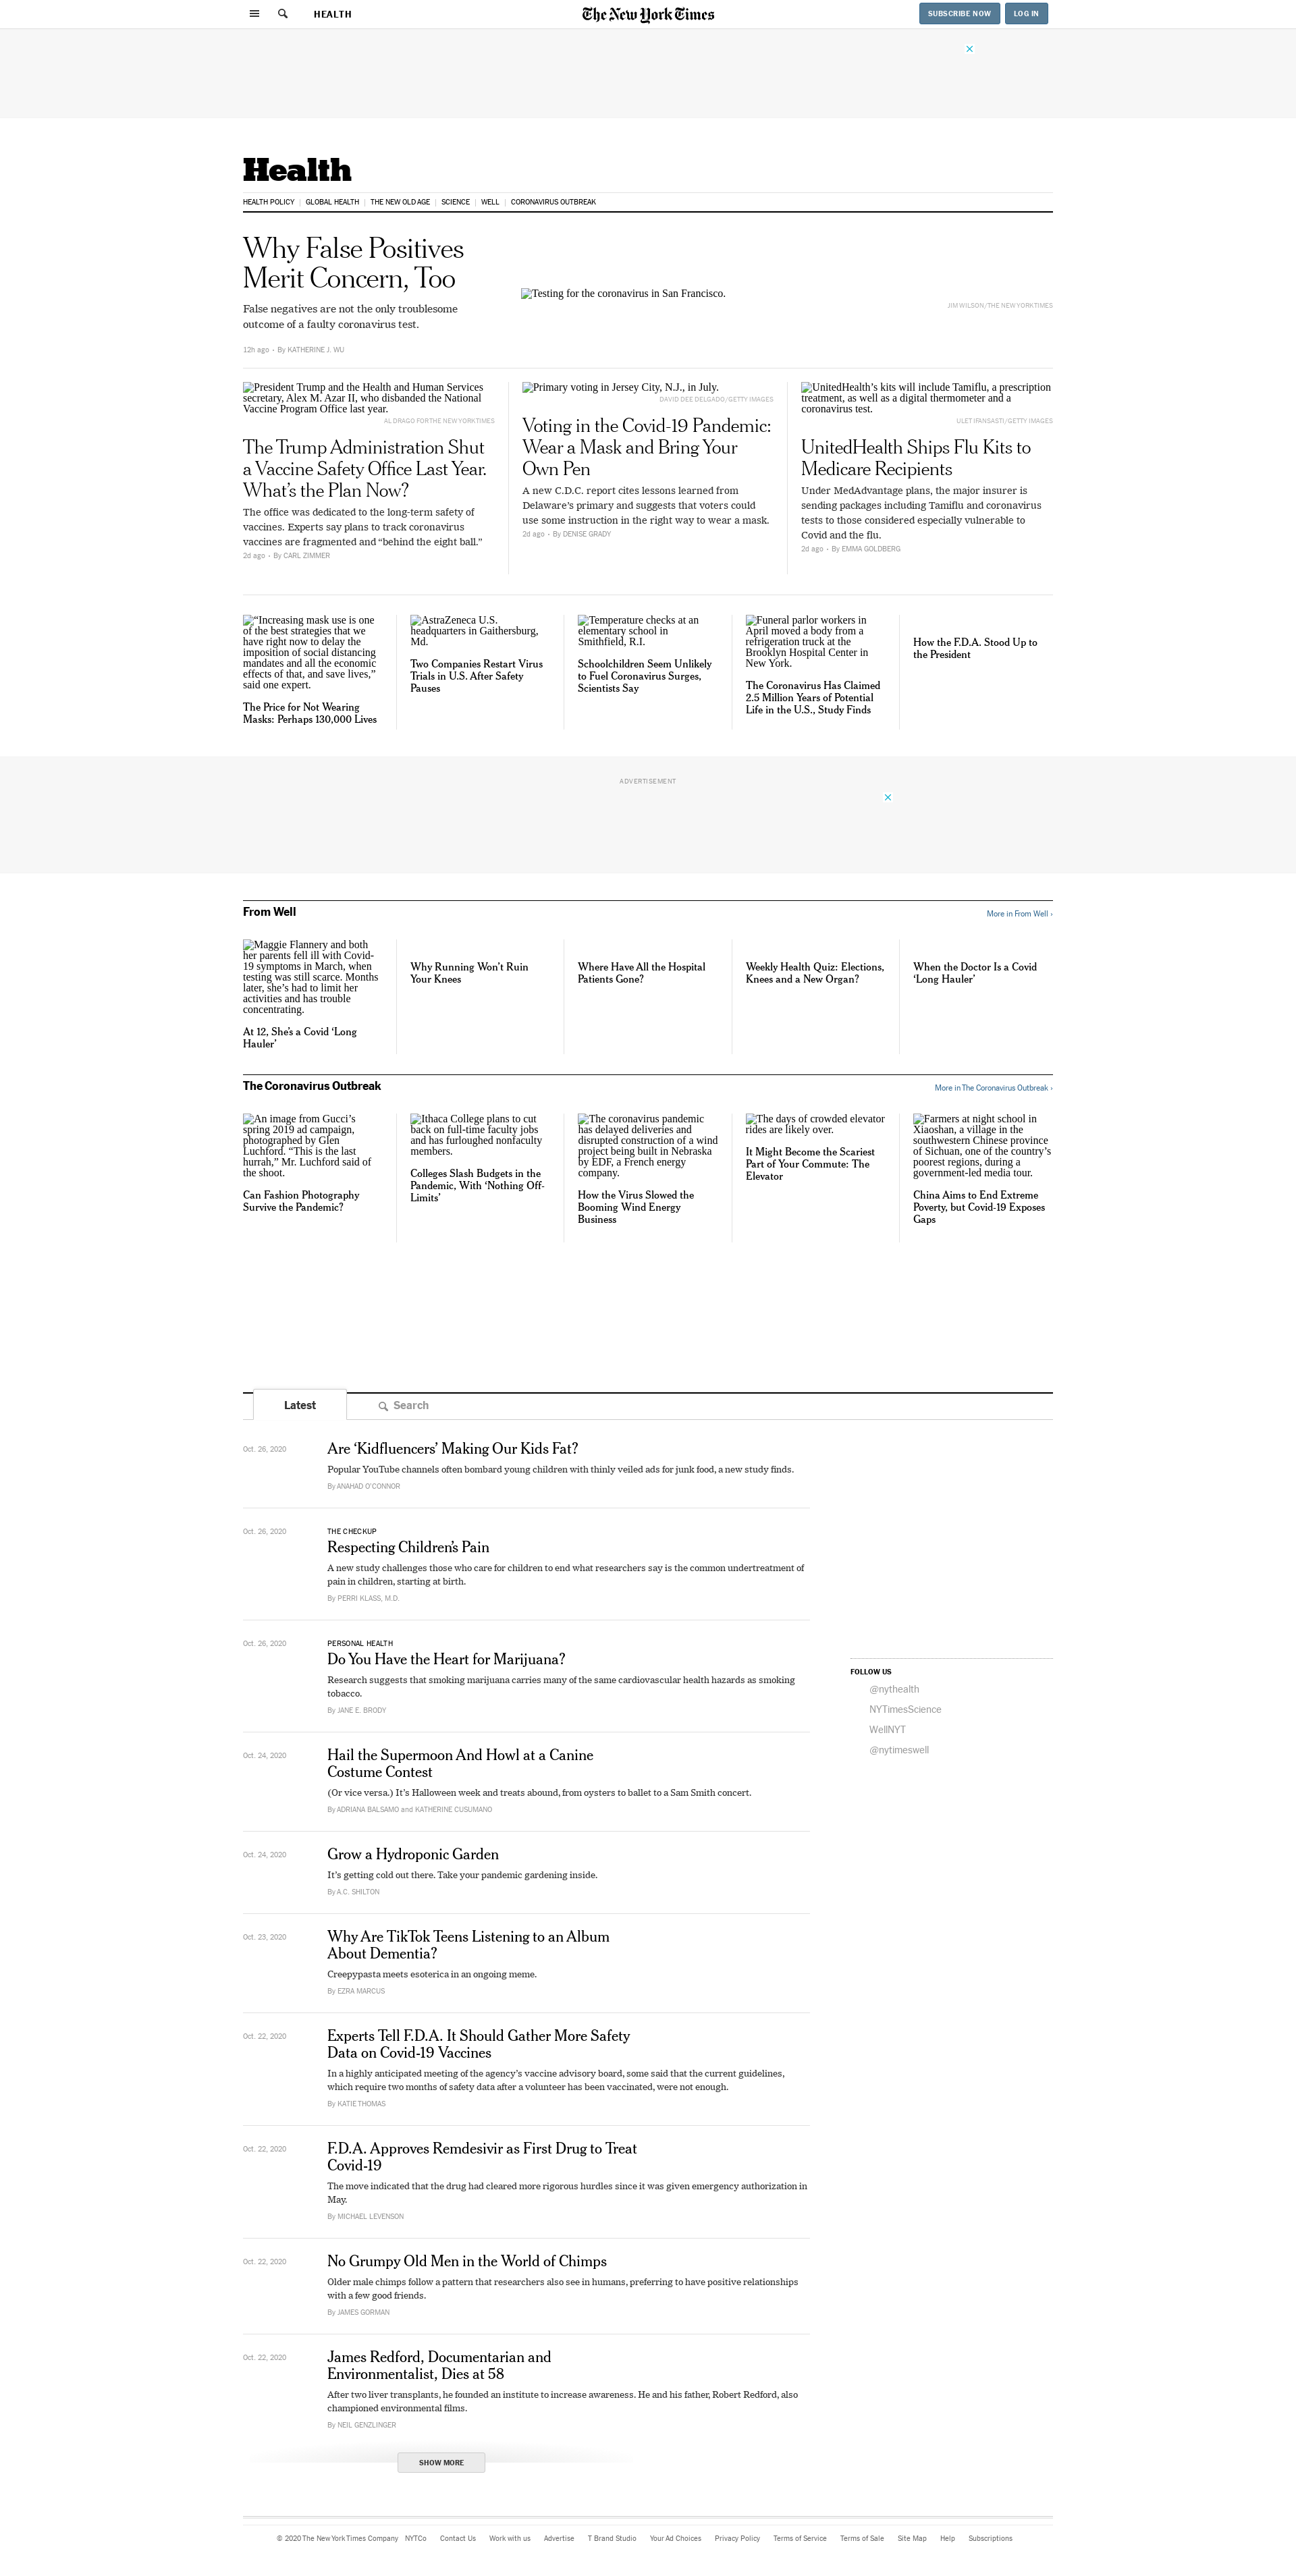 HEALTH
The New York Times
SUBSCRIBE NOW
LOG IN
Health
HEALTH POLICY
GLOBAL HEALTH
THE NEW OLD AGE
SCIENCE
WELL
CORONAVIRUS OUTBREAK
Why False Positives
Merit Concern, Too
False negatives are not the only troublesome
outcome of a faulty coronavirus test.
12h ago – By KATHERINE J. WU
Testing for the coronavirus in San Francisco.
JIM WILSON/THE NEW YORK TIMES
President Trump and the Health and Human Services
secretary, Alex M. Azar II, who disbanded the National
Vaccine Program Office last year.
AL DRAGO FOR THE NEW YORK TIMES
The Trump Administration Shut
a Vaccine Safety Office Last Year.
What’s the Plan Now?
The office was dedicated to the long-term safety of
vaccines. Experts say plans to track coronavirus
vaccines are fragmented and “behind the eight ball.”
2d ago • By CARL ZIMMER
Primary voting in Jersey City, N.J., in July.
DAVID DEE DELGADO/GETTY IMAGES
Voting in the Covid-19 Pandemic:
Wear a Mask and Bring Your
Own Pen
A new C.D.C. report cites lessons learned from
Delaware’s primary and suggests that voters could
use some instruction in the right way to wear a mask.
2d ago • By DENISE GRADY
UnitedHealth’s kits will include Tamiflu, a prescription
treatment, as well as a digital thermometer and a
coronavirus test.
ULET IFANSASTI/GETTY IMAGES
UnitedHealth Ships Flu Kits to
Medicare Recipients
Under MedAdvantage plans, the major insurer is
sending packages including Tamiflu and coronavirus
tests to those considered especially vulnerable to
Covid and the flu.
2d ago • By EMMA GOLDBERG
“Increasing mask use is one
of the best strategies that we
have right now to delay the
imposition of social distancing
mandates and all the economic
effects of that, and save lives,”
said one expert.
The Price for Not Wearing
Masks: Perhaps 130,000 Lives
AstraZeneca U.S.
headquarters in Gaithersburg,
Md.
Two Companies Restart Virus
Trials in U.S. After Safety
Pauses
Temperature checks at an
elementary school in
Smithfield, R.I.
Schoolchildren Seem Unlikely
to Fuel Coronavirus Surges,
Scientists Say
Funeral parlor workers in
April moved a body from a
refrigeration truck at the
Brooklyn Hospital Center in
New York.
The Coronavirus Has Claimed
2.5 Million Years of Potential
Life in the U.S., Study Finds
How the F.D.A. Stood Up to
the President
ADVERTISEMENT
From Well
More in From Well ›
Maggie Flannery and both
her parents fell ill with Covid-
19 symptoms in March, when
testing was still scarce. Months
later, she’s had to limit her
activities and has trouble
concentrating.
At 12, She’s a Covid ‘Long
Hauler’
Why Running Won’t Ruin
Your Knees
Where Have All the Hospital
Patients Gone?
Weekly Health Quiz: Elections,
Knees and a New Organ?
When the Doctor Is a Covid
‘Long Hauler’
The Coronavirus Outbreak
More in The Coronavirus Outbreak ›
An image from Gucci’s
spring 2019 ad campaign,
photographed by Glen
Luchford. “This is the last
hurrah,” Mr. Luchford said of
the shoot.
Can Fashion Photography
Survive the Pandemic?
Ithaca College plans to cut
back on full-time faculty jobs
and has furloughed nonfaculty
members.
Colleges Slash Budgets in the
Pandemic, With ‘Nothing Off-
Limits’
The coronavirus pandemic
has delayed deliveries and
disrupted construction of a wind
project being built in Nebraska
by EDF, a French energy
company.
How the Virus Slowed the
Booming Wind Energy
Business
The days of crowded elevator
rides are likely over.
It Might Become the Scariest
Part of Your Commute: The
Elevator
Farmers at night school in
Xiaoshan, a village in the
southwestern Chinese province
of Sichuan, one of the country’s
poorest regions, during a
government-led media tour.
China Aims to End Extreme
Poverty, but Covid-19 Exposes
Gaps
Latest
Search
Oct. 26, 2020
Are ‘Kidfluencers’ Making Our Kids Fat?
Popular YouTube channels often bombard young children with thinly veiled ads for junk food, a new study finds.
By ANAHAD O’CONNOR
Oct. 26, 2020
THE CHECKUP
Respecting Children’s Pain
A new study challenges those who care for children to end what researchers say is the common undertreatment of
pain in children, starting at birth.
By PERRI KLASS, M.D.
Oct. 26, 2020
PERSONAL HEALTH
Do You Have the Heart for Marijuana?
Research suggests that smoking marijuana carries many of the same cardiovascular health hazards as smoking
tobacco.
By JANE E. BRODY
FOLLOW US
@nythealth
NYTimesScience
WellNYT
@nytimeswell
Oct. 24, 2020
Hail the Supermoon And Howl at a Canine
Costume Contest
(Or vice versa.) It’s Halloween week and treats abound, from oysters to ballet to a Sam Smith concert.
By ADRIANA BALSAMO and KATHERINE CUSUMANO
Oct. 24, 2020
Grow a Hydroponic Garden
It’s getting cold out there. Take your pandemic gardening inside.
By A.C. SHILTON
Oct. 23, 2020
Why Are TikTok Teens Listening to an Album
About Dementia?
Creepypasta meets esoterica in an ongoing meme.
By EZRA MARCUS
Oct. 22, 2020
Experts Tell F.D.A. It Should Gather More Safety
Data on Covid-19 Vaccines
In a highly anticipated meeting of the agency’s vaccine advisory board, some said that the current guidelines,
which require two months of safety data after a volunteer has been vaccinated, were not enough.
By KATIE THOMAS
Oct. 22, 2020
F.D.A. Approves Remdesivir as First Drug to Treat
Covid-19
The move indicated that the drug had cleared more rigorous hurdles since it was given emergency authorization in
May.
By MICHAEL LEVENSON
Oct. 22, 2020
No Grumpy Old Men in the World of Chimps
Older male chimps follow a pattern that researchers also see in humans, preferring to have positive relationships
with a few good friends.
By JAMES GORMAN
Oct. 22, 2020
James Redford, Documentarian and
Environmentalist, Dies at 58
After two liver transplants, he founded an institute to increase awareness. He and his father, Robert Redford, also
championed environmental films.
By NEIL GENZLINGER
SHOW MORE
© 2020 The New York Times Company
NYTCo
Contact Us
Work with us
Advertise
T Brand Studio
Your Ad Choices
Privacy Policy
Terms of Service
Terms of Sale
Site Map
Help
Subscriptions